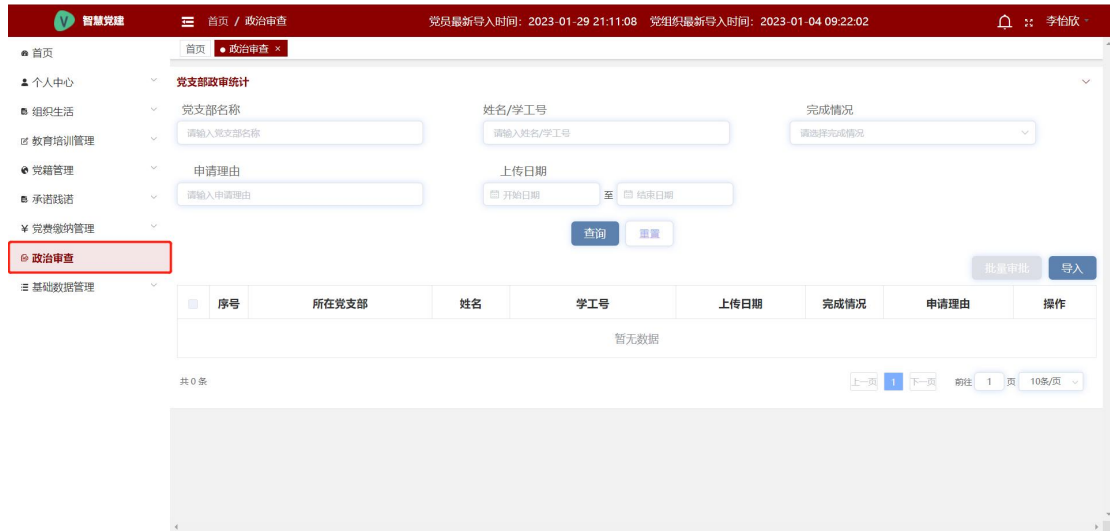 智慧党建
首页 / 政治审查
党员最新导入时间：2023-01-29 21:11:08 党组织最新导入时间：2023-01-04 09:22:02
李怡欣
首页
个人中心
组织生活
教育培训管理
党籍管理
承诺践诺
¥ 党费缴纳管理
政治审查
基础数据管理
首页 ● 政治审查 ×
党支部政审统计
党支部名称 姓名/学工号 完成情况
请输入党支部名称 请输入姓名/学工号 请选择完成情况
申请理由 上传日期
请输入申请理由 开始日期 至 结束日期
查询 重置
批量审批 导入
序号 所在党支部 姓名 学工号 上传日期 完成情况 申请理由 操作
暂无数据
共 0 条 上一页 1 下一页 前往 1 页 10条/页